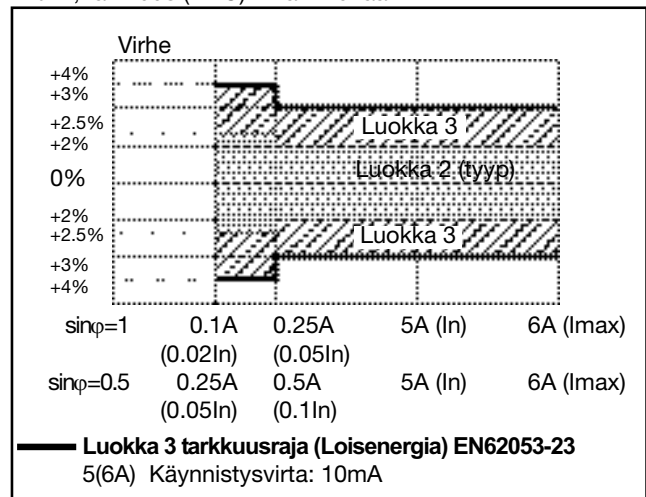 Virhe
+4%
+3%
+2.5%
+2%
0%
+2%
+2.5%
+3%
+4%
Luokka 3
Luokka 2 (tyyp)
Luokka 3
sinφ=1 0.1A 0.25A 5A (In) 6A (Imax)
(0.02In) (0.05In)
sinφ=0.5 0.25A 0.5A 5A (In) 6A (Imax)
(0.05In) (0.1In)
Luokka 3 tarkkuusraja (Loisenergia) EN62053-23
5(6A) Käynnistysvirta: 10mA